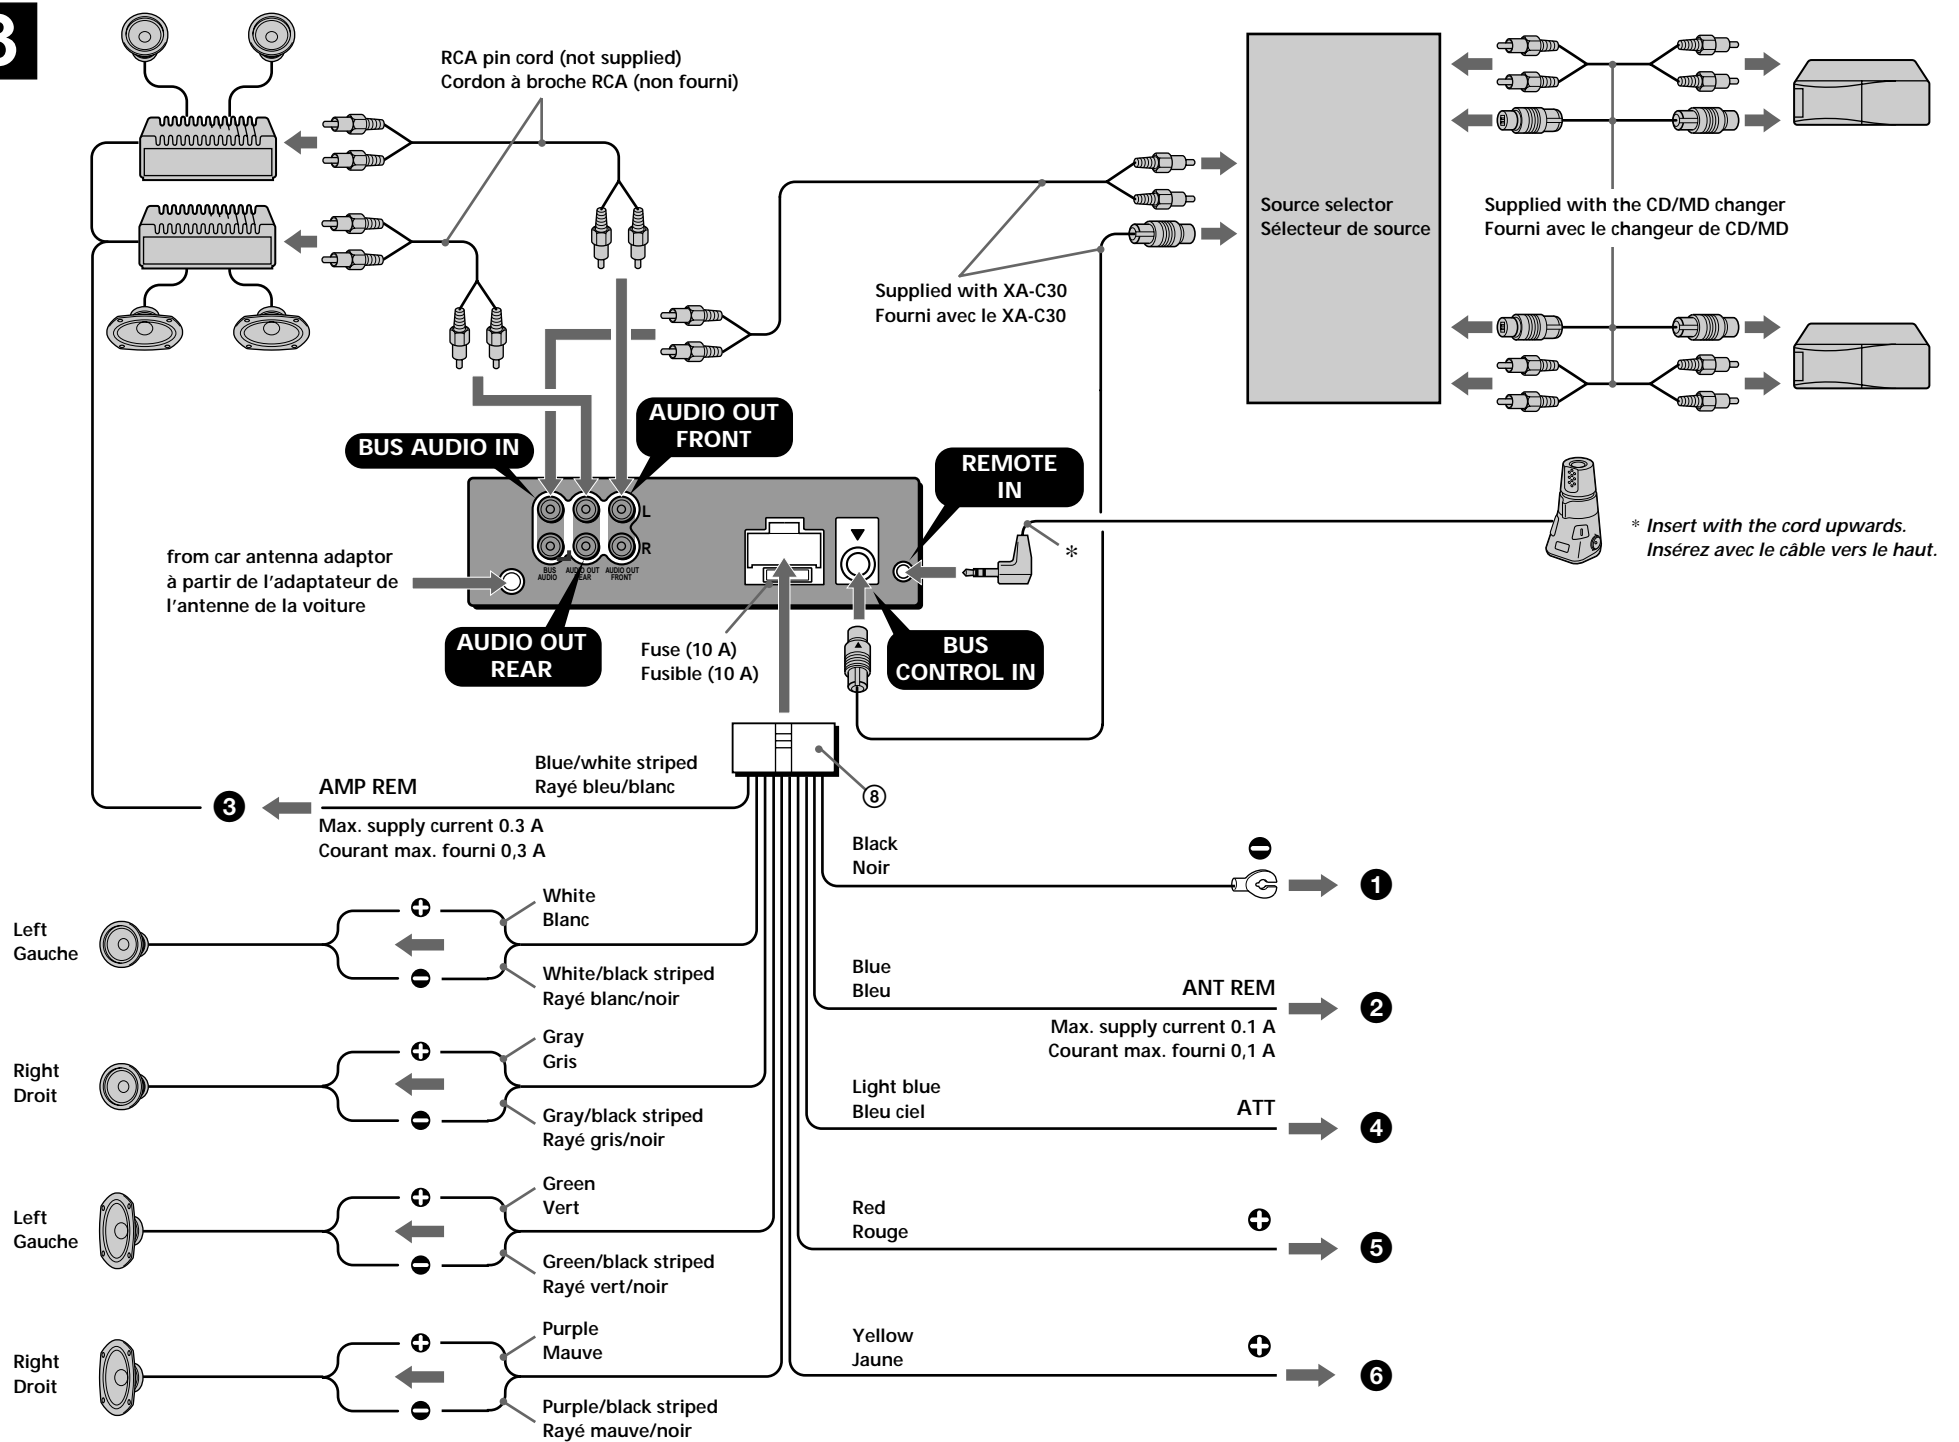 3
RCA pin cord (not supplied)
Cordon à broche RCA (non fourni)
Source selector
Sélecteur de source
Supplied with the CD/MD changer
Fourni avec le changeur de CD/MD
Supplied with XA-C30
Fourni avec le XA-C30
AUDIO OUT
FRONT
BUS AUDIO IN
REMOTE
IN
* Insert with the cord upwards.
Insérez avec le câble vers le haut.
*
L
R
BUS
AUDIO
AUDIO OUT
REAR
AUDIO OUT
FRONT
from car antenna adaptor
à partir de l'adaptateur de
l'antenne de la voiture
AUDIO OUT
REAR
Fuse (10 A)
Fusible (10 A)
BUS
CONTROL IN
Blue/white striped
Rayé bleu/blanc
8
3
AMP REM
Max. supply current 0.3 A
Courant max. fourni 0,3 A
Black
Noir
1
White
Blanc
Left
Gauche
White/black striped
Rayé blanc/noir
Blue
Bleu
ANT REM
2
Max. supply current 0.1 A
Courant max. fourni 0,1 A
Gray
Gris
Right
Droit
Gray/black striped
Rayé gris/noir
Light blue
Bleu ciel
ATT
4
Green
Vert
Left
Gauche
Green/black striped
Rayé vert/noir
Red
Rouge
5
Purple
Mauve
Right
Droit
Purple/black striped
Rayé mauve/noir
Yellow
Jaune
6